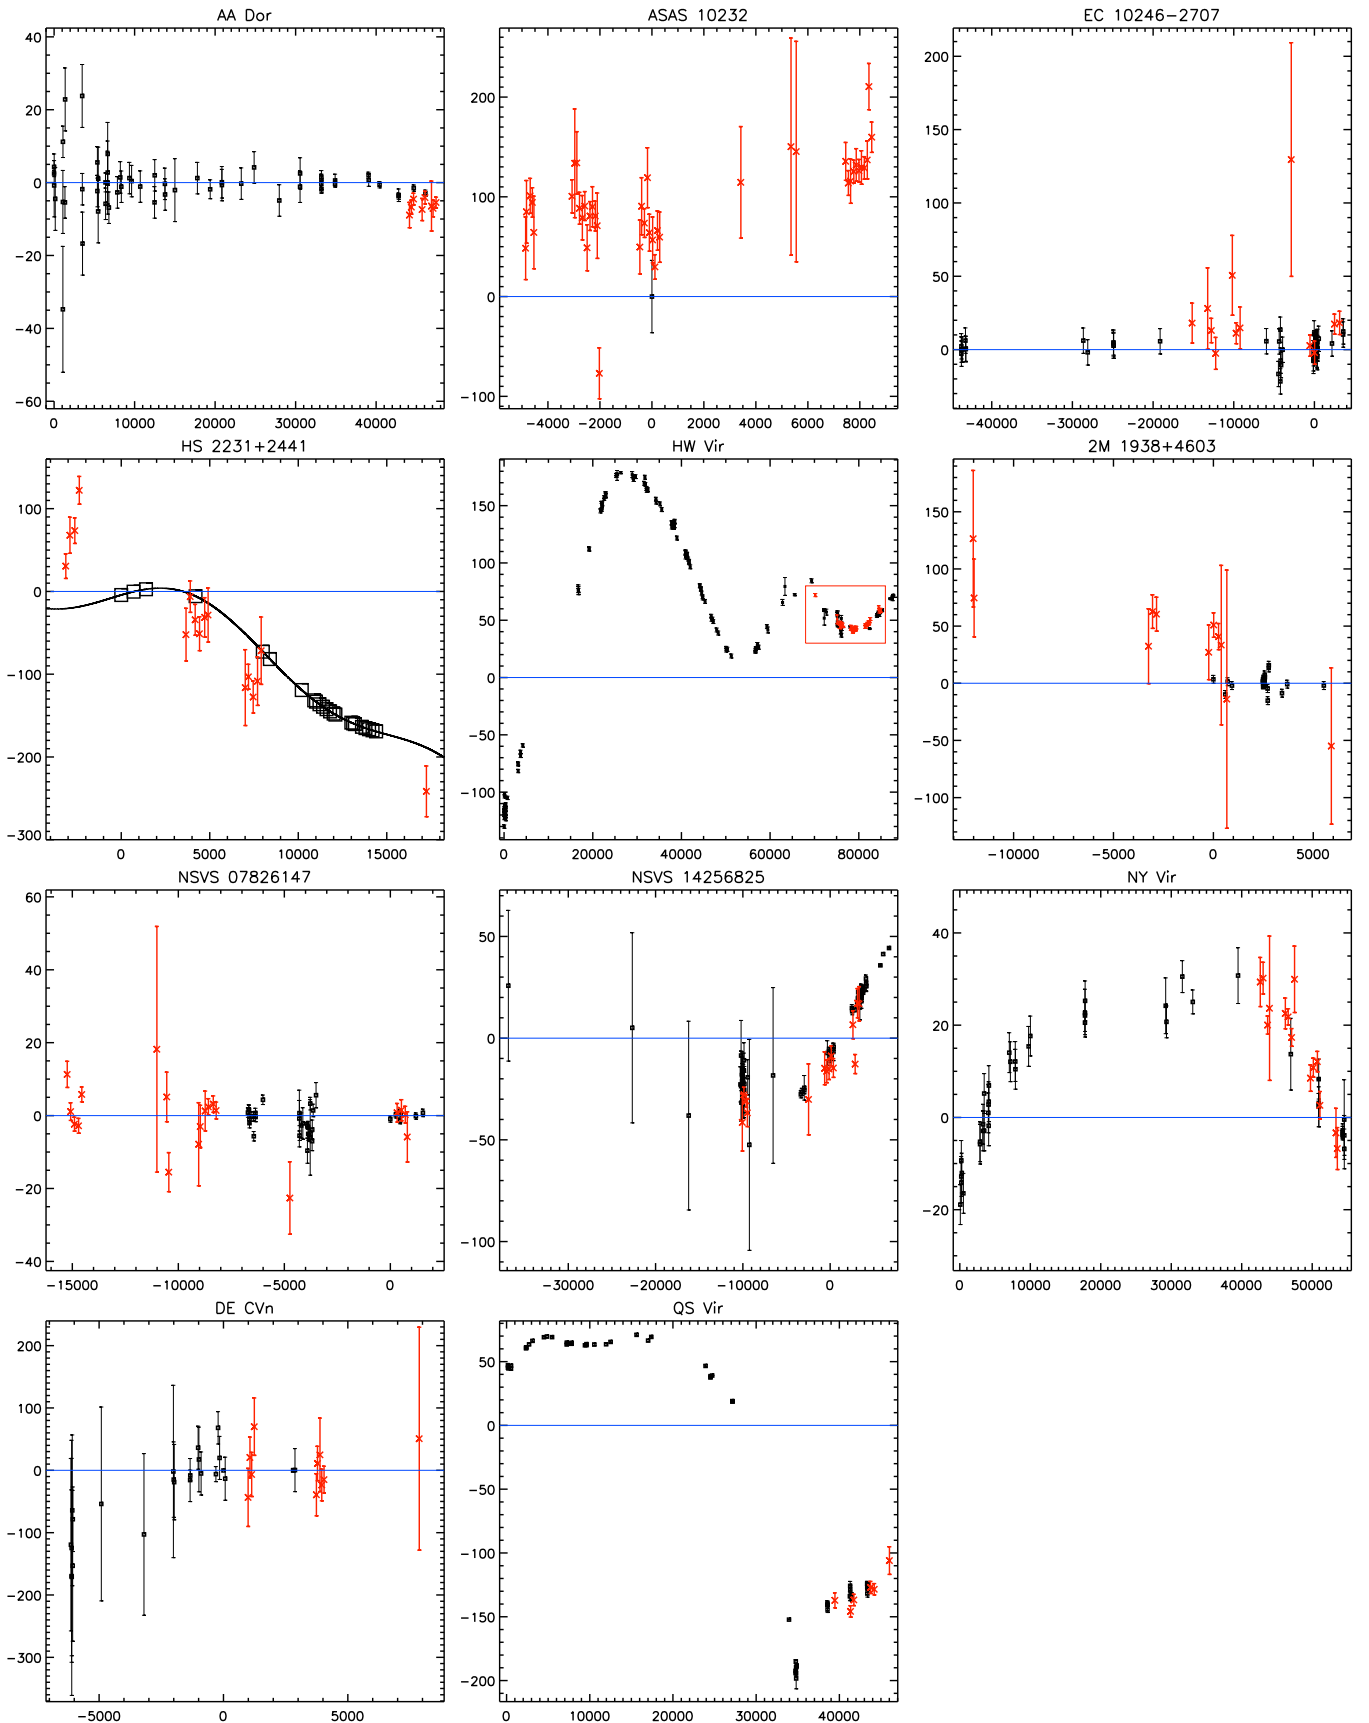 AA Dor
40
20
0
−20
−40
−60
0 10000 20000 30000 40000
ASAS 10232
200
100
0
−100
−4000 −2000 0 2000 4000 6000 8000
EC 10246−2707
200
150
100
50
0
−40000 −30000 −20000 −10000 0
HS 2231+2441
100
0
−100
−200
−300
0 5000 10000 15000
HW Vir
150
100
50
0
−50
−100
0 20000 40000 60000 80000
2M 1938+4603
150
100
50
0
−50
−100
−10000 −5000 0 5000
NSVS 07826147
60
40
20
0
−20
−40
−15000 −10000 −5000 0
NSVS 14256825
50
0
−50
−100
−30000 −20000 −10000 0
NY Vir
40
20
0
−20
0 10000 20000 30000 40000 50000
DE CVn
200
100
0
−100
−200
−300
−5000 0 5000
QS Vir
50
0
−50
−100
−150
−200
0 10000 20000 30000 40000